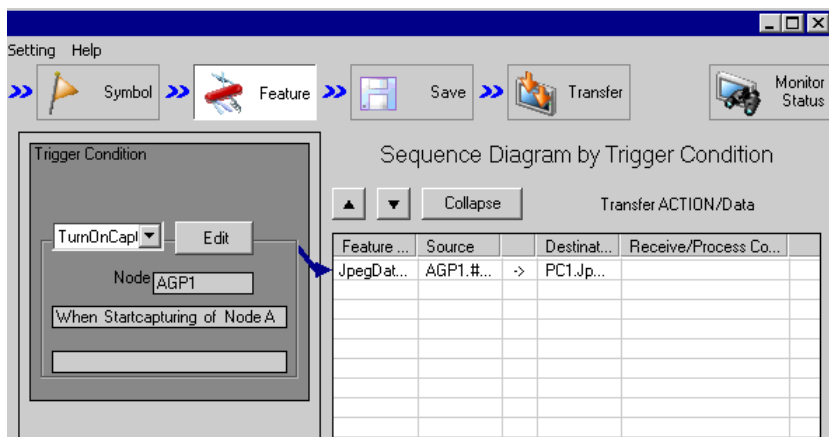 Setting Help
Symbol
Feature
Save
Transfer
Monitor
Status
Trigger Condition
Sequence Diagram by Trigger Condition
Collapse
Transfer ACTION/Data
TurnOnCapt
Edit
Node
AGP1
When Startcapturing of Node A
Feature ... Source Destinat... Receive/Process Co...
JpegDat... AGP1.#... -> PC1.Jp...